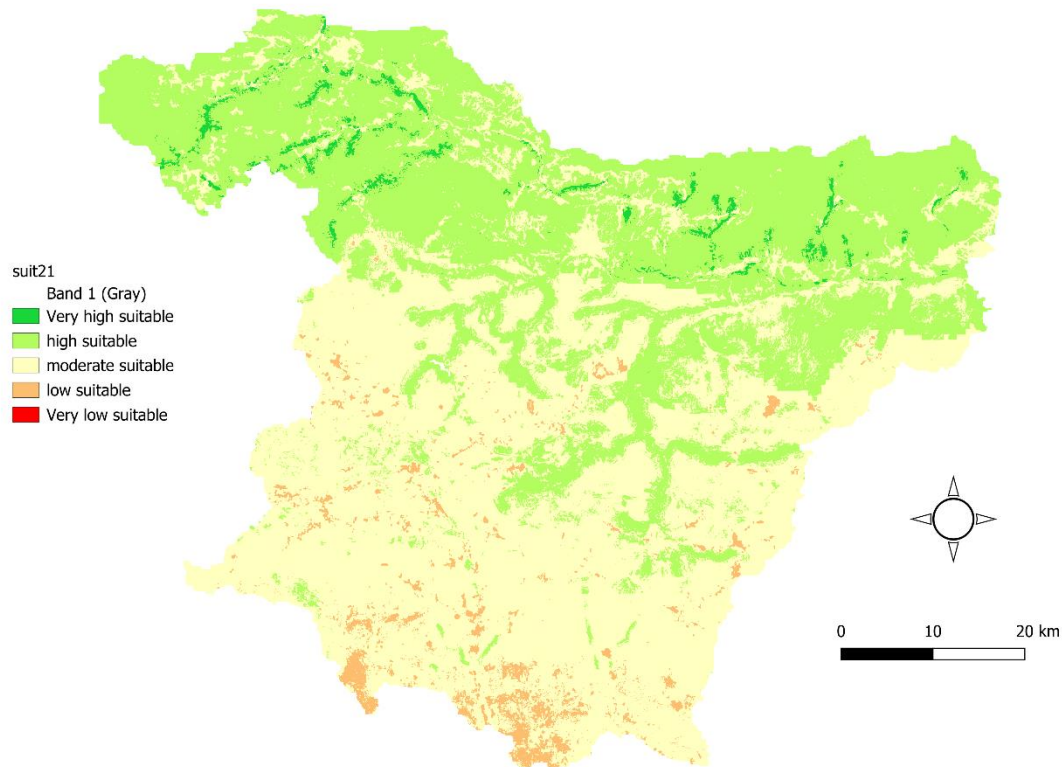 suit21
Band 1 (Gray)
Very high suitable
high suitable
moderate suitable
low suitable
Very low suitable
0 10 20 km